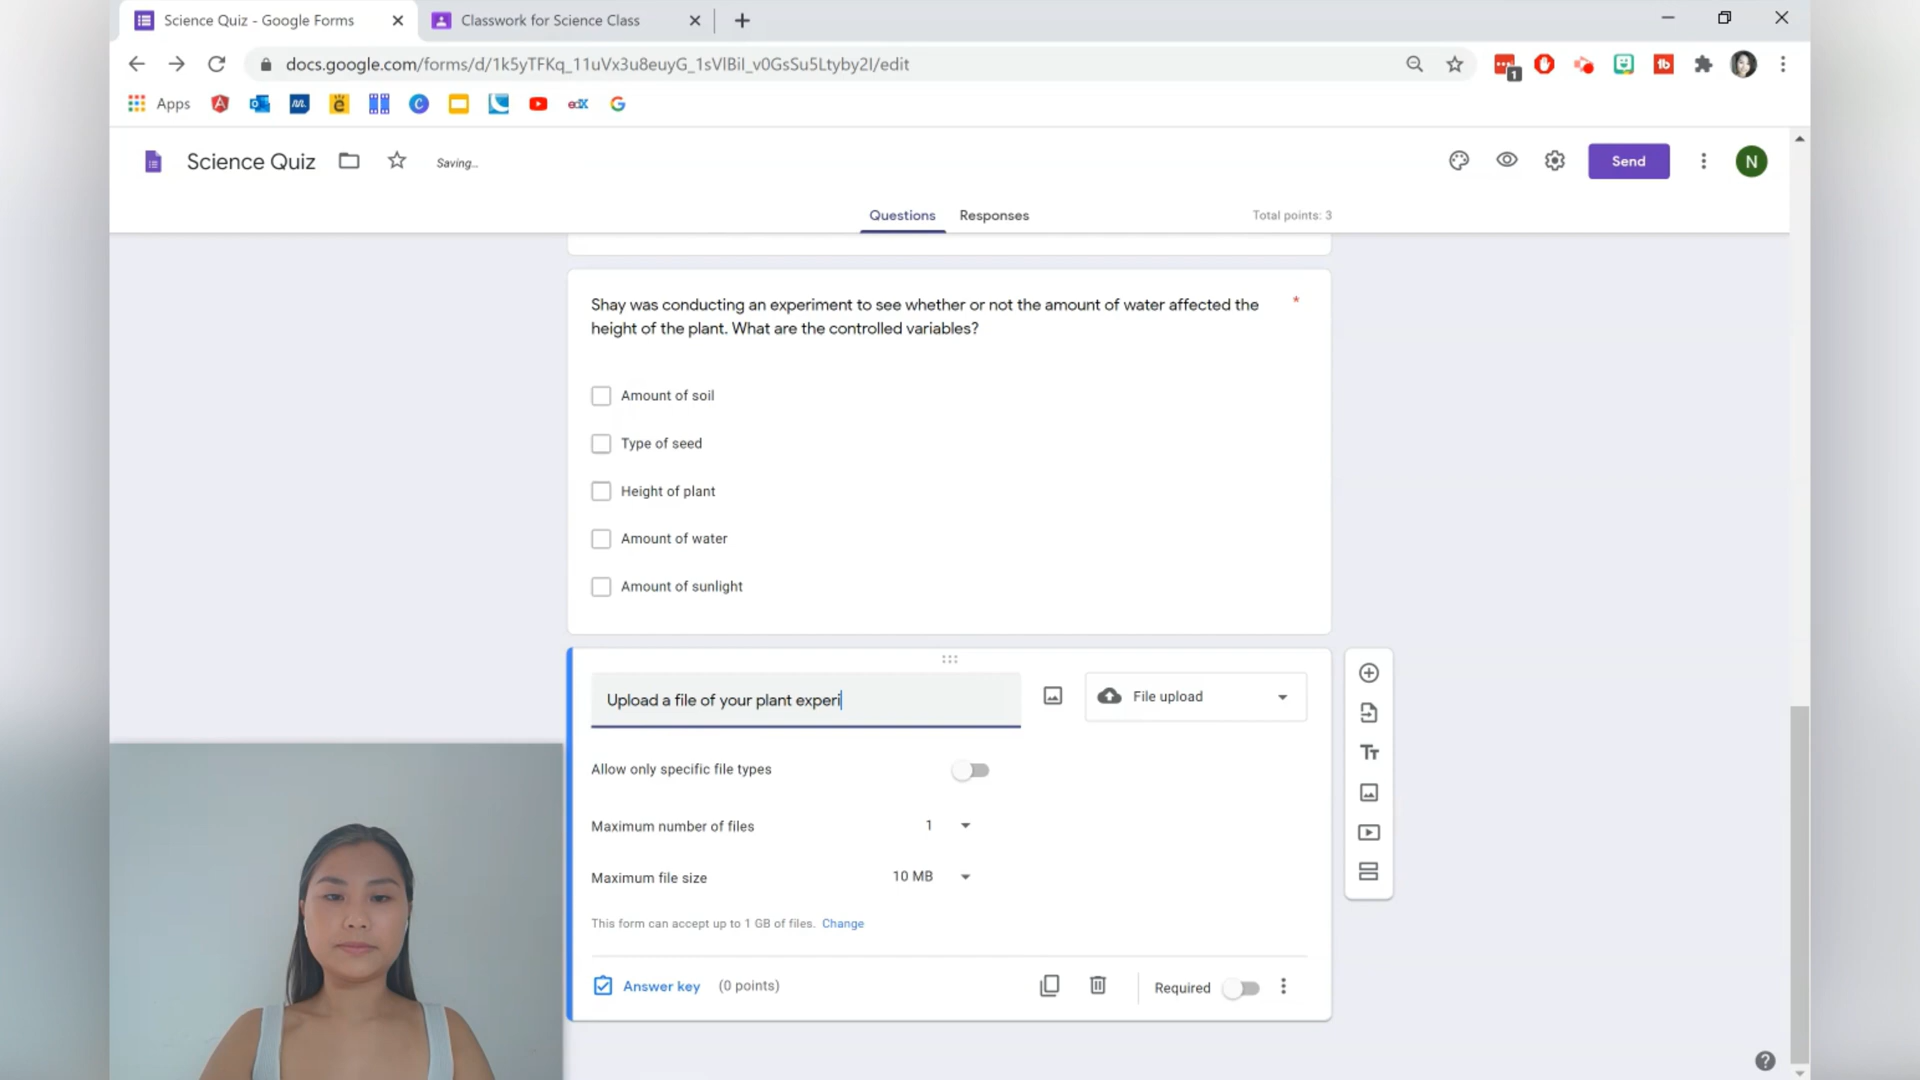 Science Quiz - Google Forms
Classwork for Science Class
docs.google.com/forms/d/1k5yTFKq_11uVx3u8euyG_1sVlBil_v0GsSu5Ltyby2I/edit
1
Apps
edX
Science Quiz
Saving...
Send
N
Questions
Responses
Total points: 3
Shay was conducting an experiment to see whether or not the amount of water affected the
height of the plant. What are the controlled variables?
*
Amount of soil
Type of seed
Height of plant
Amount of water
Amount of sunlight
Upload a file of your plant experi
File upload
Allow only specific file types
Maximum number of files
1
Maximum file size
10 MB
This form can accept up to 1 GB of files. Change
Answer key
(0 points)
Required